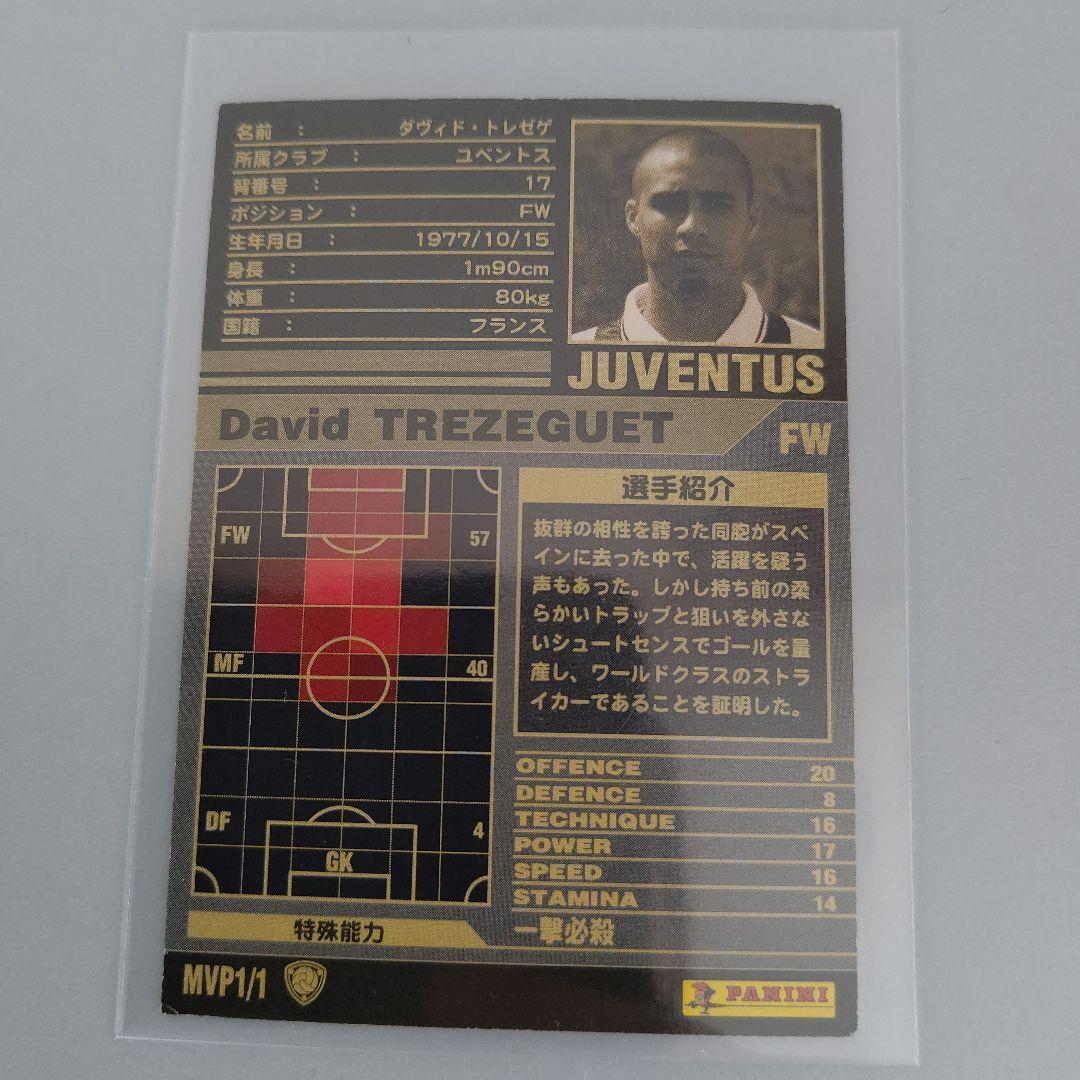 名前 : ダヴィド・トレゼゲ
所属クラブ : ユベントス
背番号 : 17
ポジション : FW
生年月日 : 1977/10/15
身長 : 1m90cm
体重 : 80kg
国籍 : フランス
JUVENTUS
David TREZEGUET
FW
FW 57
MF 40
DF 4
GK
選手紹介
抜群の相性を誇った同胞がスペ
インに去った中で、活躍を疑う
声もあった。しかし持ち前の柔
らかいトラップと狙いを外さな
いシュートセンスでゴールを量
産し、ワールドクラスのストラ
イカーであることを証明した。
OFFENCE 20
DEFENCE 8
TECHNIQUE 16
POWER 17
SPEED 16
STAMINA 14
特殊能力 一撃必殺
MVP1/1
PANINI